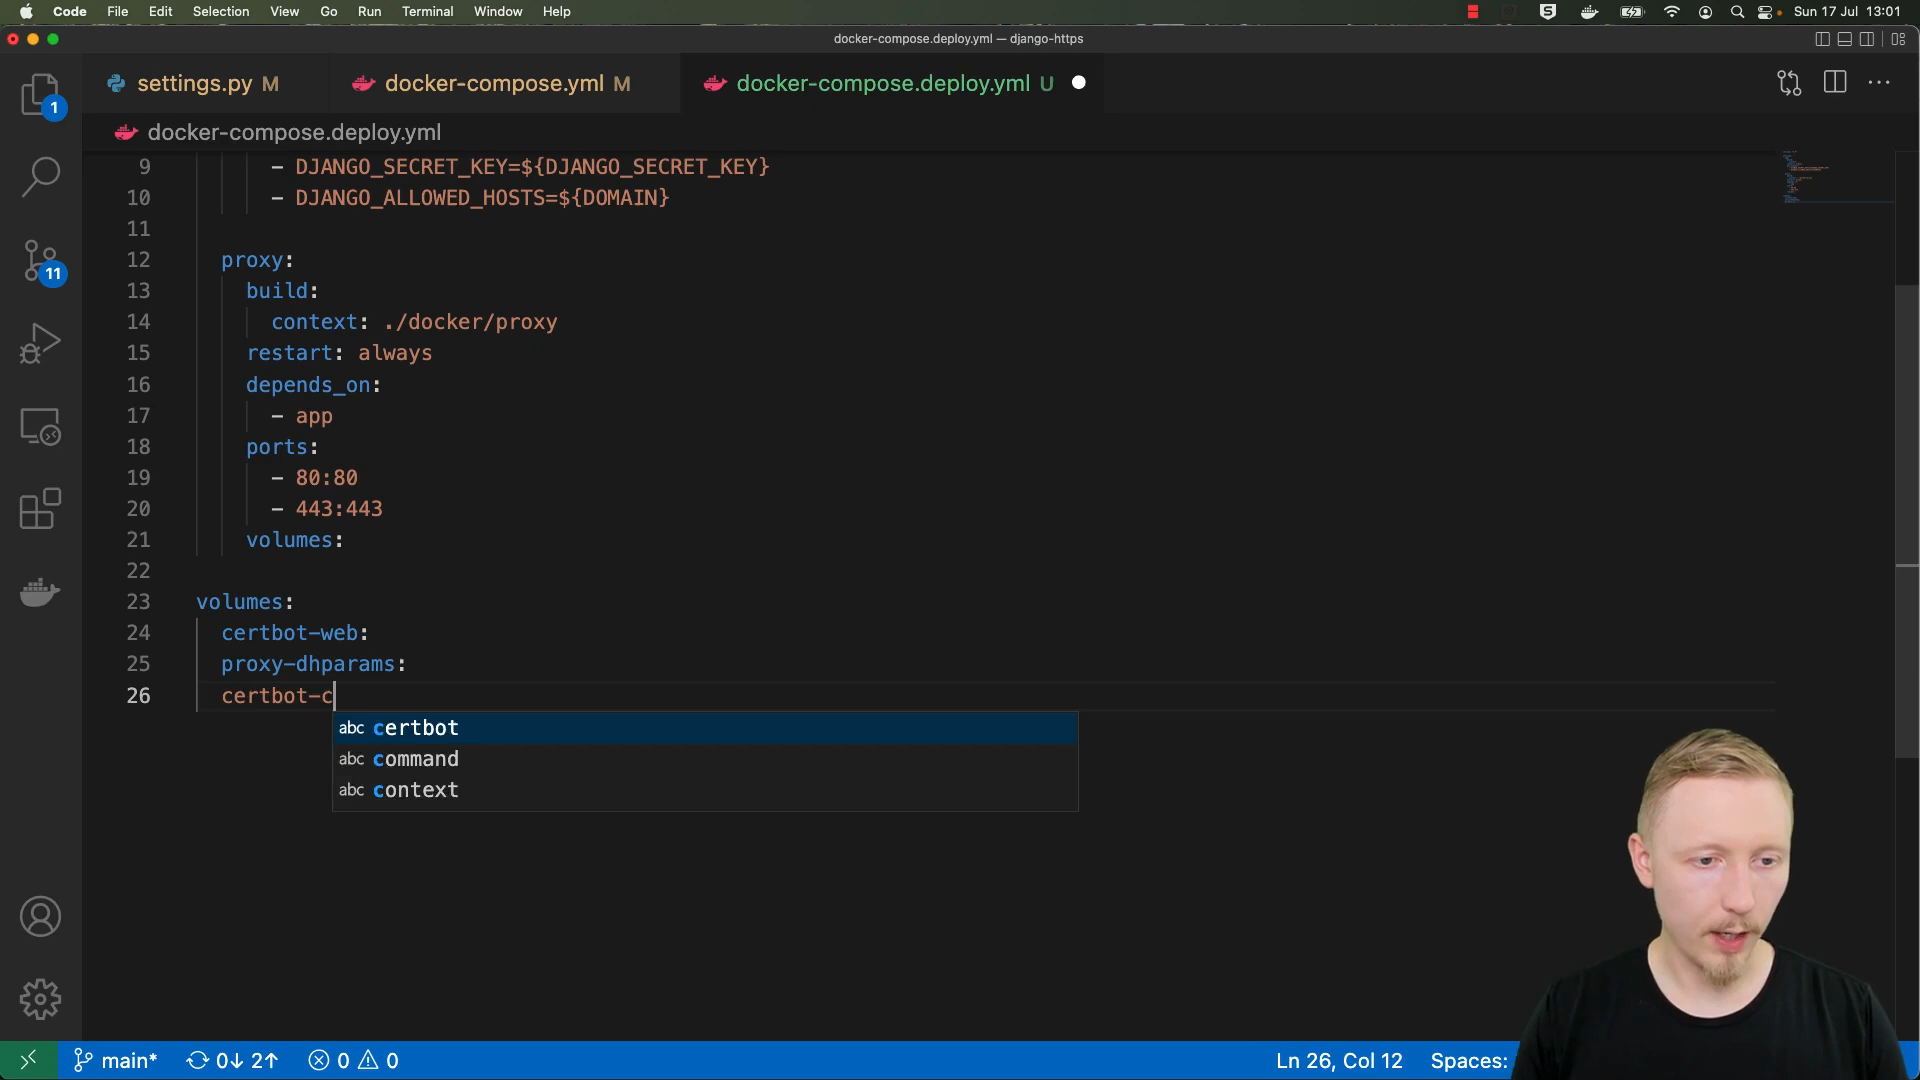 Code File Edit Selection View Go Run Terminal Window Help Sun 17 Jul 13:01
docker-compose.deploy.yml — django-https
settings.py M docker-compose.yml M docker-compose.deploy.yml U
docker-compose.deploy.yml
9 - DJANGO_SECRET_KEY=${DJANGO_SECRET_KEY}
10 - DJANGO_ALLOWED_HOSTS=${DOMAIN}
11
12 proxy:
13 build:
14 context: ./docker/proxy
15 restart: always
16 depends_on:
17 - app
18 ports:
19 - 80:80
20 - 443:443
21 volumes:
22
23 volumes:
24 certbot-web:
25 proxy-dhparams:
26 certbot-c
abc certbot
abc command
abc context
1
11
main* 0↓ 2↑ 0 0 Ln 26, Col 12 Spaces: